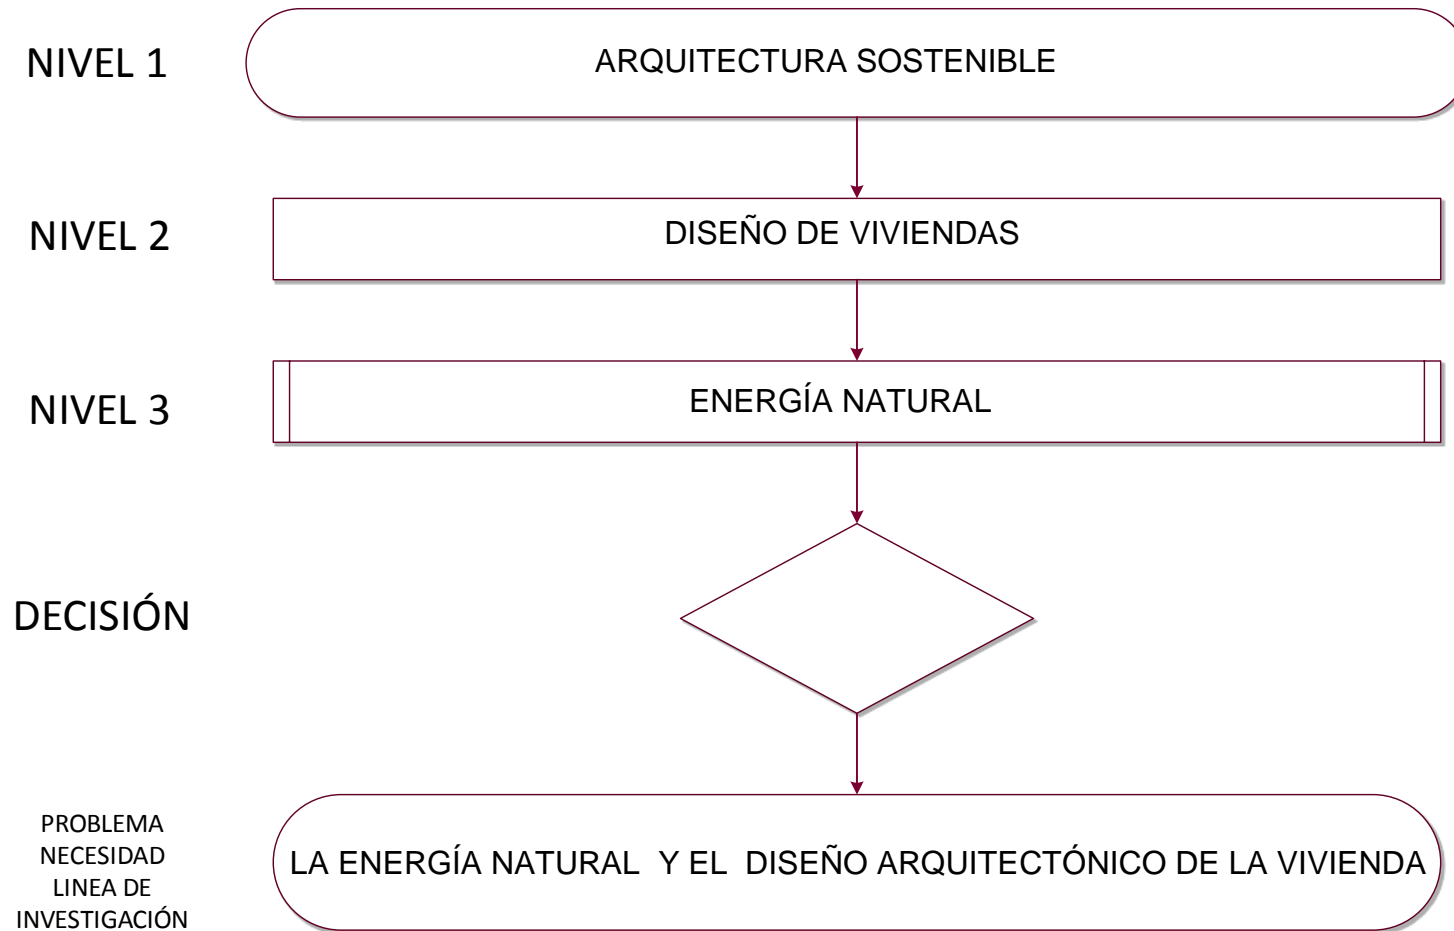 NIVEL 1
ARQUITECTURA SOSTENIBLE
NIVEL 2
DISEÑO DE VIVIENDAS
NIVEL 3
ENERGÍA NATURAL
DECISIÓN
PROBLEMA
NECESIDAD
LINEA DE
INVESTIGACIÓN
LA ENERGÍA NATURAL Y EL DISEÑO ARQUITECTÓNICO DE LA VIVIENDA